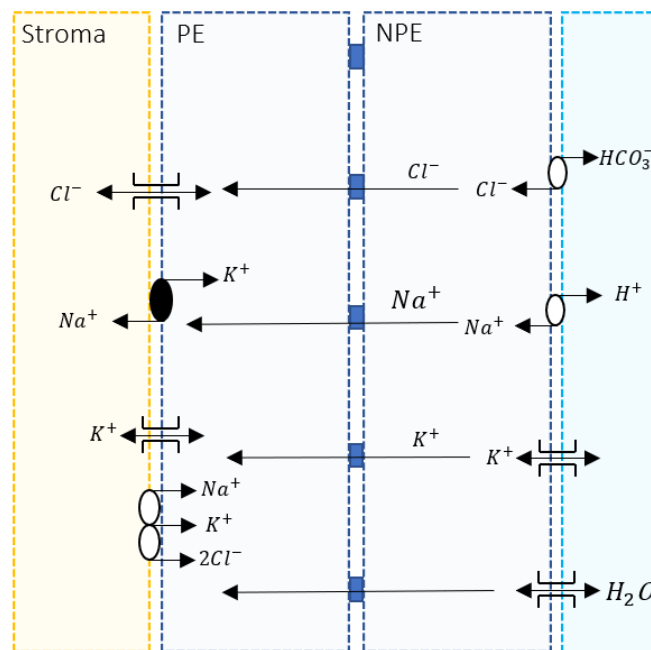 Stroma PE NPE
HCO₃⁻
Cl⁻
Cl⁻ Cl⁻
K⁺ H⁺
Na⁺
Na⁺ Na⁺
K⁺
K⁺ K⁺
Na⁺
K⁺
2Cl⁻
H₂O